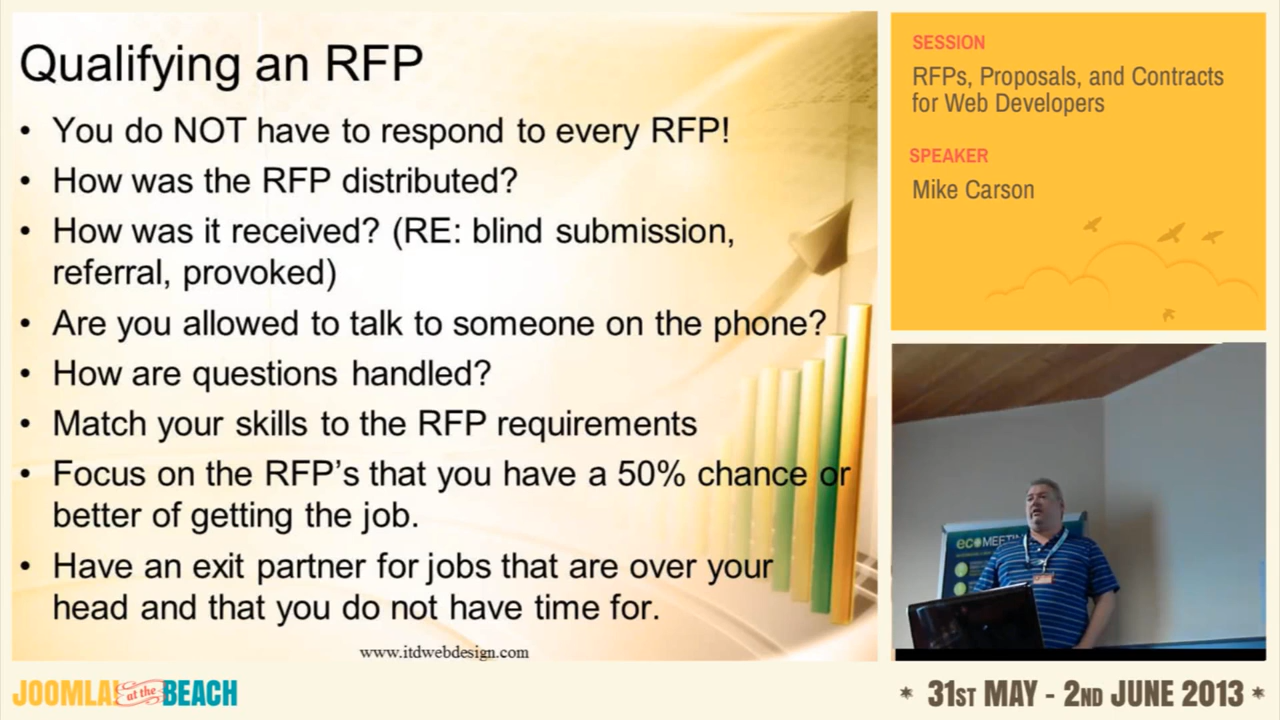 Qualifying an RFP
• You do NOT have to respond to every RFP!
• How was the RFP distributed?
• How was it received? (RE: blind submission,
referral, provoked)
• Are you allowed to talk to someone on the phone?
• How are questions handled?
• Match your skills to the RFP requirements
• Focus on the RFP’s that you have a 50% chance or
better of getting the job.
• Have an exit partner for jobs that are over your
head and that you do not have time for.
www.itdwebdesign.com
SESSION
RFPs, Proposals, and Contracts
for Web Developers
SPEAKER
Mike Carson
eco MEETIN
JOOMLA! at the BEACH
* 31ST MAY - 2ND JUNE 2013 *